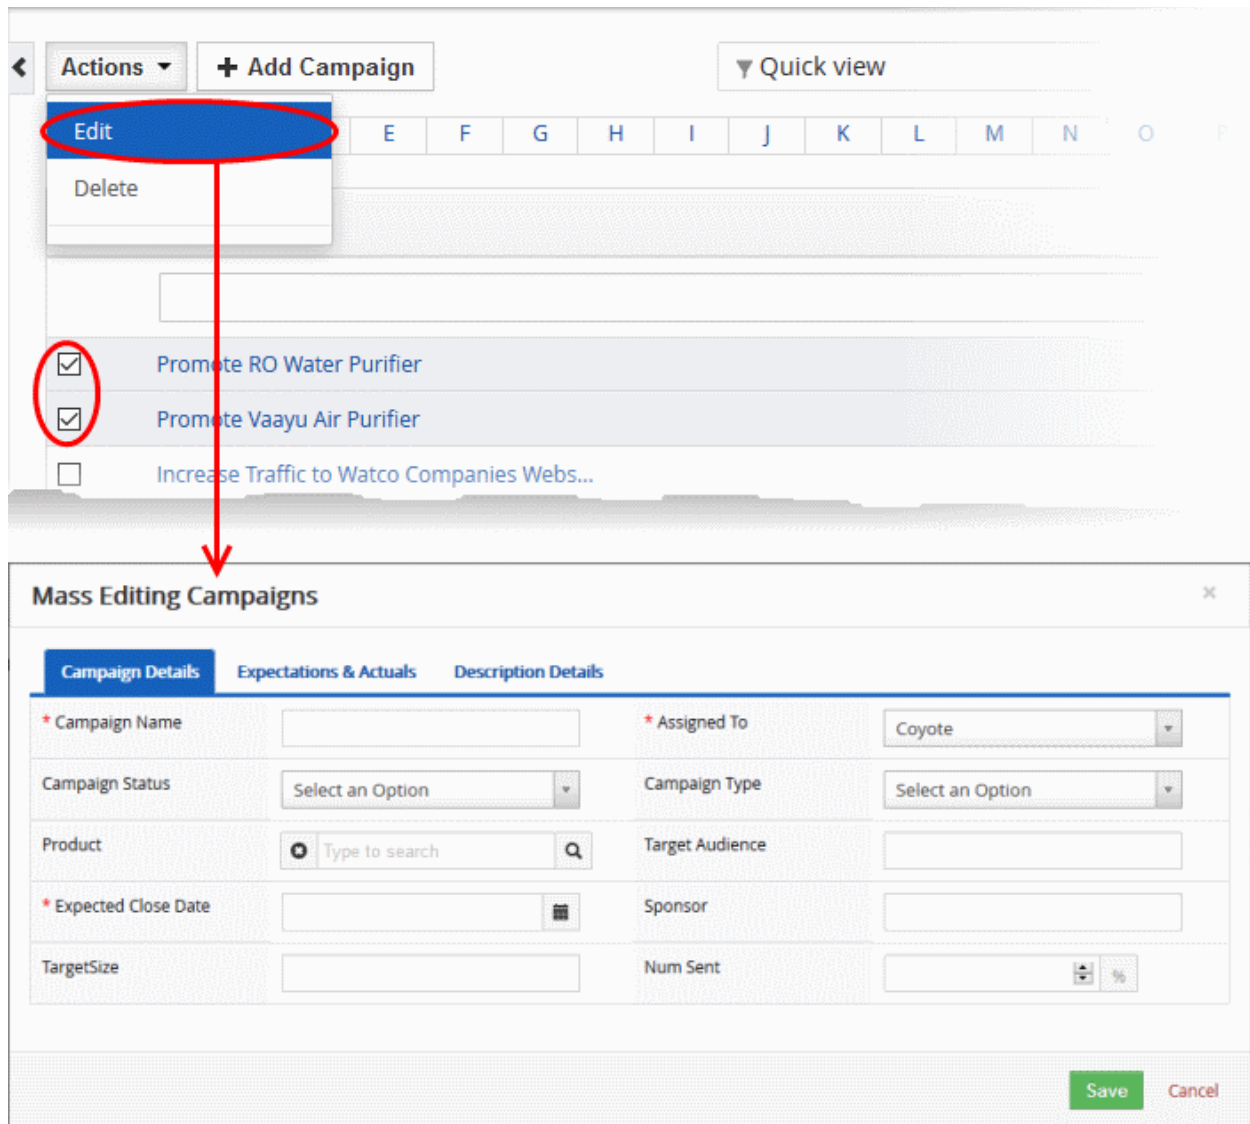 Actions + Add Campaign Quick view
Edit E F G H I J K L M N O P
Delete
Promote RO Water Purifier
Promote Vaayu Air Purifier
Increase Traffic to Watco Companies Webs...
Mass Editing Campaigns ×
Campaign Details Expectations & Actuals Description Details
* Campaign Name * Assigned To Coyote
Campaign Status Select an Option Campaign Type Select an Option
Product Type to search Target Audience
* Expected Close Date Sponsor
TargetSize Num Sent %
Save Cancel